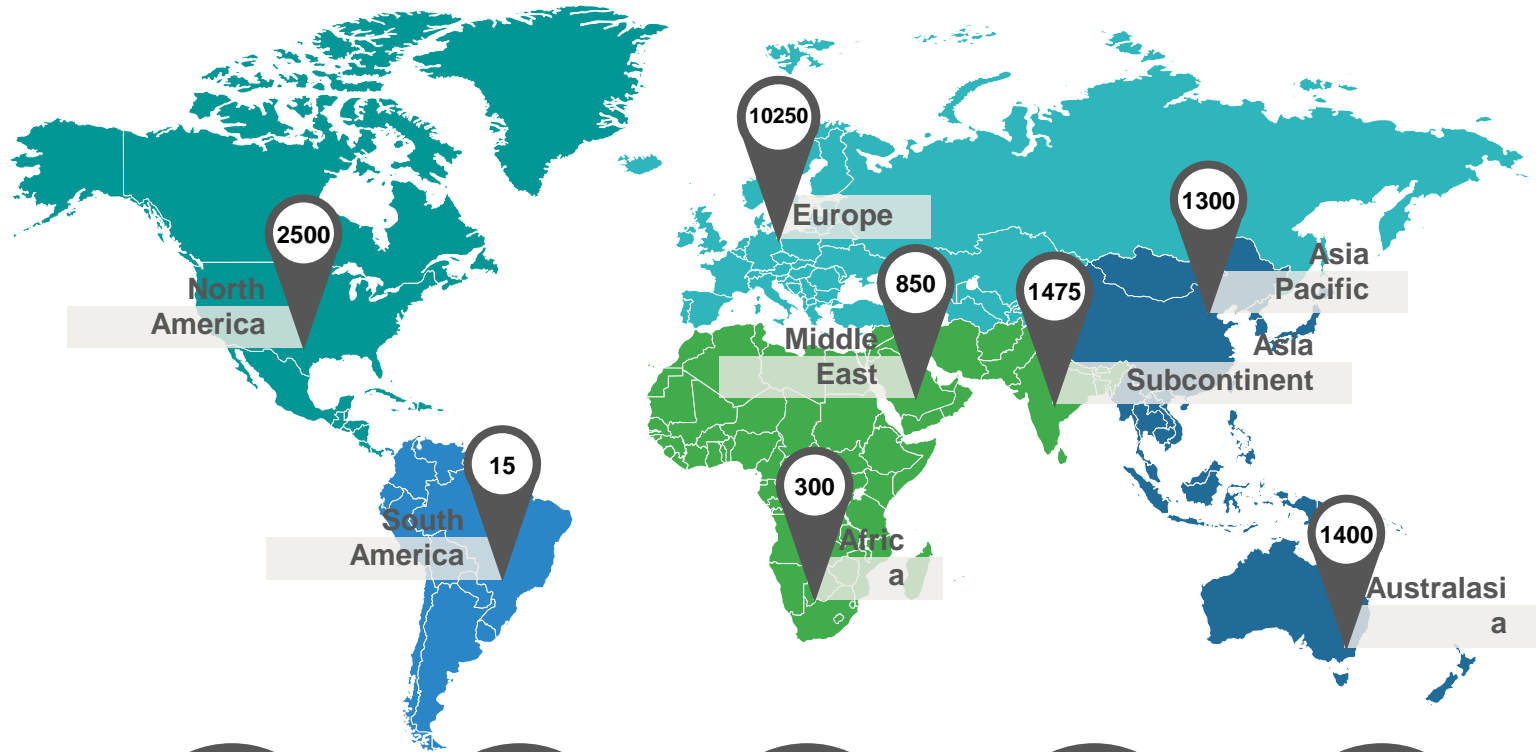 10250
Europe
2500
North
America
1300
Asia
Pacific
850
Middle
East
1475
Asia
Subcontinent
15
South
America
300
Afric
a
1400
Australasi
a